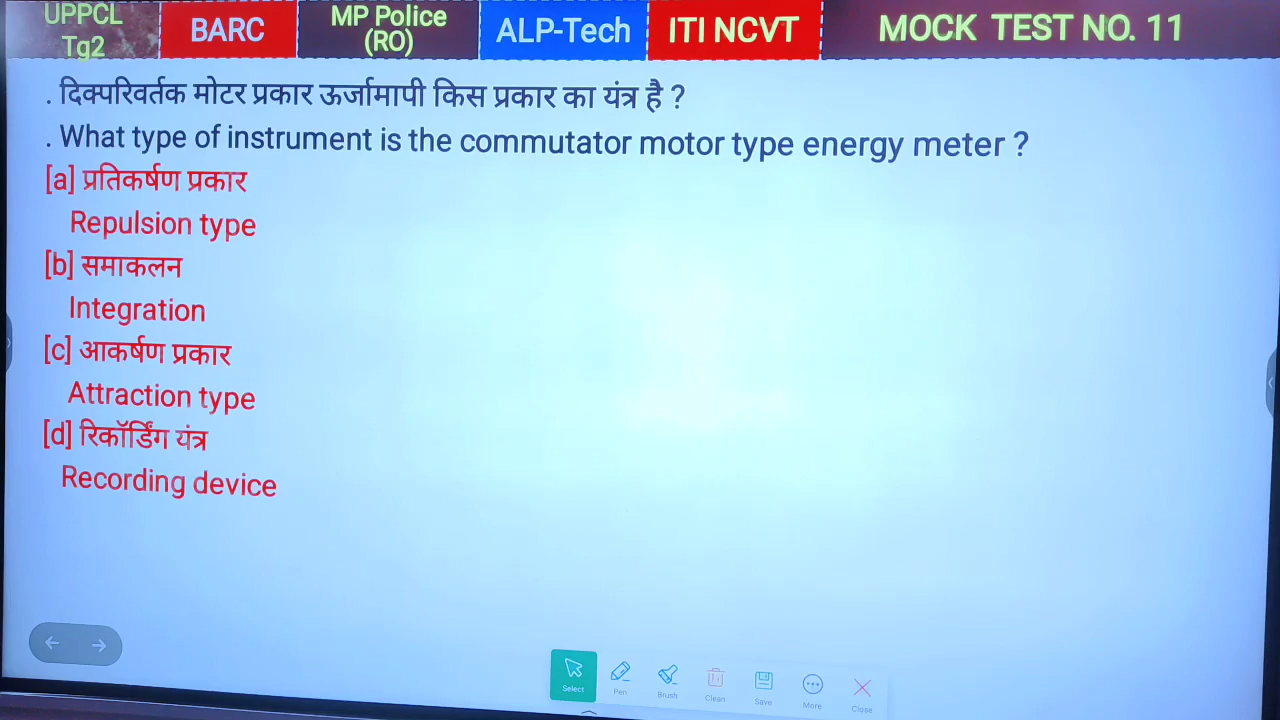 UPPCL
Tg2
BARC
MP Police
(RO)
ALP-Tech
ITI NCVT
MOCK TEST NO. 11
. दिक्परिवर्तक मोटर प्रकार ऊर्जामापी किस प्रकार का यंत्र है ?
. What type of instrument is the commutator motor type energy meter ?
[a] प्रतिकर्षण प्रकार
Repulsion type
[b] समाकलन
Integration
[c] आकर्षण प्रकार
Attraction type
[d] रिकॉर्डिंग यंत्र
Recording device
Select
Pen
Brush
Clean
Save
More
Close